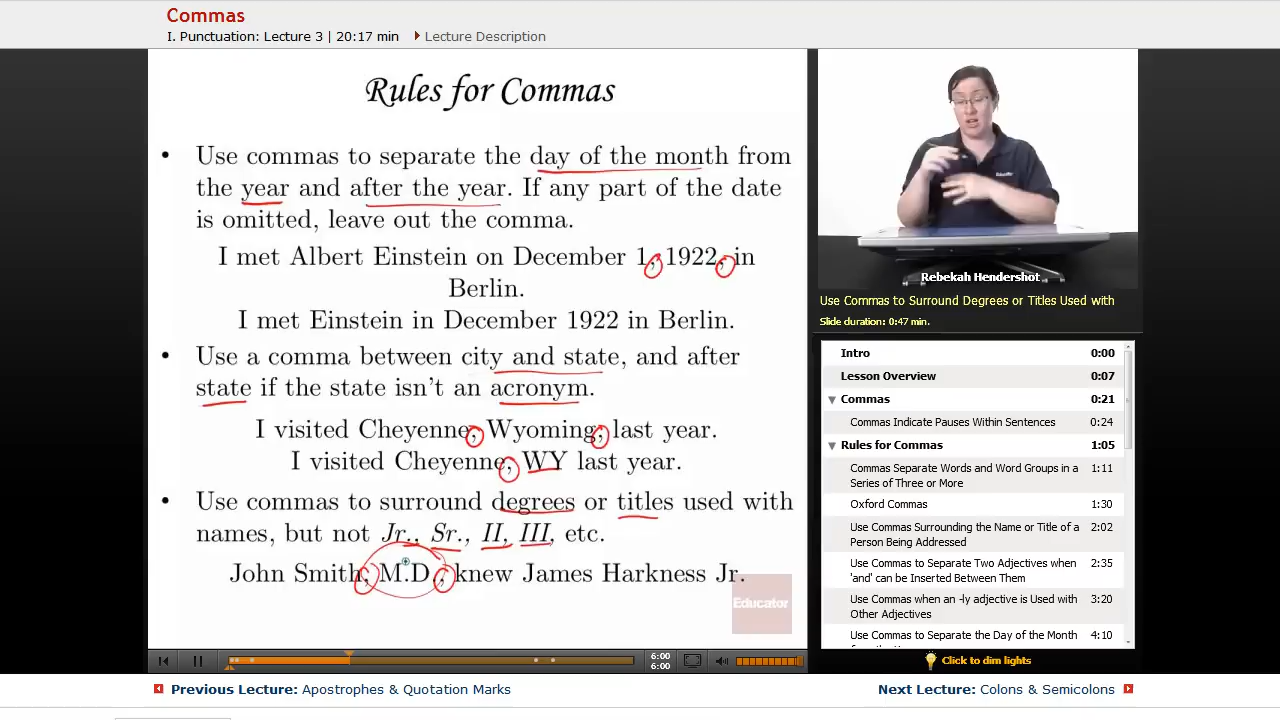 Commas
I. Punctuation: Lecture 3 | 20:17 min
Lecture Description
Rules for Commas
• Use commas to separate the day of the month from
the year and after the year. If any part of the date
is omitted, leave out the comma.
I met Albert Einstein on December 1, 1922, in
Berlin.
I met Einstein in December 1922 in Berlin.
• Use a comma between city and state, and after
state if the state isn't an acronym.
I visited Cheyenne, Wyoming, last year.
I visited Cheyenne, WY last year.
• Use commas to surround degrees or titles used with
names, but not Jr., Sr., II, III, etc.
John Smith, M.D., knew James Harkness Jr.
Educator
Rebekah Hendershot
Use Commas to Surround Degrees or Titles Used with
Slide duration: 0:47 min.
Intro 0:00
Lesson Overview 0:07
Commas 0:21
Commas Indicate Pauses Within Sentences 0:24
Rules for Commas 1:05
Commas Separate Words and Word Groups in a 1:11
Series of Three or More
Oxford Commas 1:30
Use Commas Surrounding the Name or Title of a 2:02
Person Being Addressed
Use Commas to Separate Two Adjectives when 2:35
'and' can be Inserted Between Them
Use Commas when an -ly adjective is Used with 3:20
Other Adjectives
Use Commas to Separate the Day of the Month 4:10
6:00
6:00
Click to dim lights
Previous Lecture: Apostrophes & Quotation Marks
Next Lecture: Colons & Semicolons